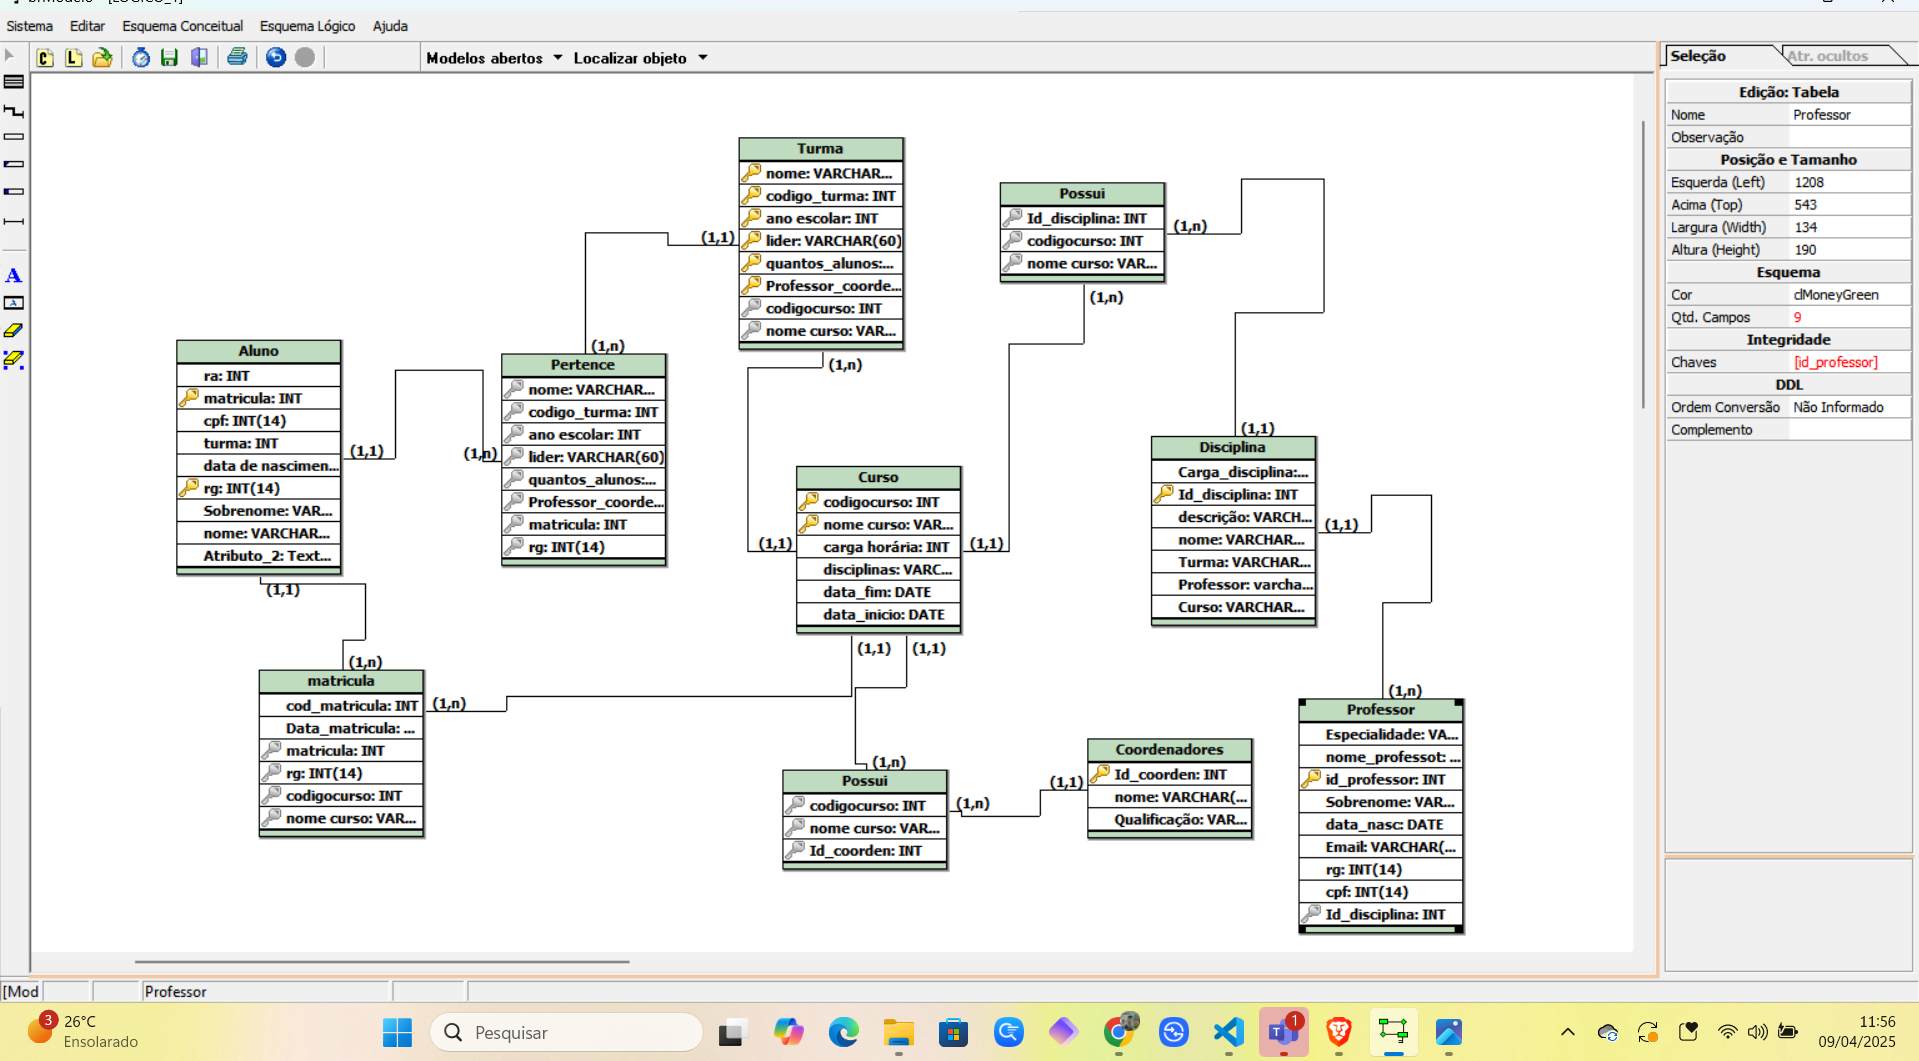 Sistema Editar Esquema Conceitual Esquema Lógico Ajuda
Modelos abertos Localizar objeto
Turma
nome: VARCHAR...
codigo_turma: INT
ano escolar: INT
lider: VARCHAR(60)
quantos_alunos:...
Professor_coorde...
codigocurso: INT
nome curso: VAR...
(1,1)
(1,n)
Possui
Id_disciplina: INT
codigocurso: INT
nome curso: VAR...
(1,n)
(1,n)
Aluno
ra: INT
matricula: INT
cpf: INT(14)
turma: INT
data de nascimen...
rg: INT(14)
Sobrenome: VAR...
nome: VARCHAR...
Atributo_2: Text...
(1,1)
(1,1)
(1,n)
Pertence
nome: VARCHAR...
codigo_turma: INT
ano escolar: INT
lider: VARCHAR(60)
quantos_alunos:...
Professor_coorde...
matricula: INT
rg: INT(14)
(1,n)
Curso
codigocurso: INT
nome curso: VAR...
carga horária: INT
disciplinas: VARC...
data_fim: DATE
data_inicio: DATE
(1,1)
(1,1)
(1,1)
(1,1)
(1,1)
Disciplina
Carga_disciplina:...
Id_disciplina: INT
descrição: VARCH...
nome: VARCHAR...
Turma: VARCHAR...
Professor: varcha...
Curso: VARCHAR...
(1,1)
(1,n)
matricula
cod_matricula: INT
Data_matricula: ...
matricula: INT
rg: INT(14)
codigocurso: INT
nome curso: VAR...
(1,n)
(1,n)
Possui
codigocurso: INT
nome curso: VAR...
Id_coorden: INT
(1,n)
(1,1)
Coordenadores
Id_coorden: INT
nome: VARCHAR(...
Qualificação: VAR...
(1,n)
Professor
Especialidade: VA...
nome_professot: ...
id_professor: INT
Sobrenome: VAR...
data_nasc: DATE
Email: VARCHAR(...
rg: INT(14)
cpf: INT(14)
Id_disciplina: INT
Seleção Atr. ocultos
Edição: Tabela
Nome Professor
Observação
Posição e Tamanho
Esquerda (Left) 1208
Acima (Top) 543
Largura (Width) 134
Altura (Height) 190
Esquema
Cor clMoneyGreen
Qtd. Campos 9
Integridade
Chaves [id_professor]
DDL
Ordem Conversão Não Informado
Complemento
[Mod Professor
3 26°C
Ensolarado
Pesquisar
1
11:56
09/04/2025